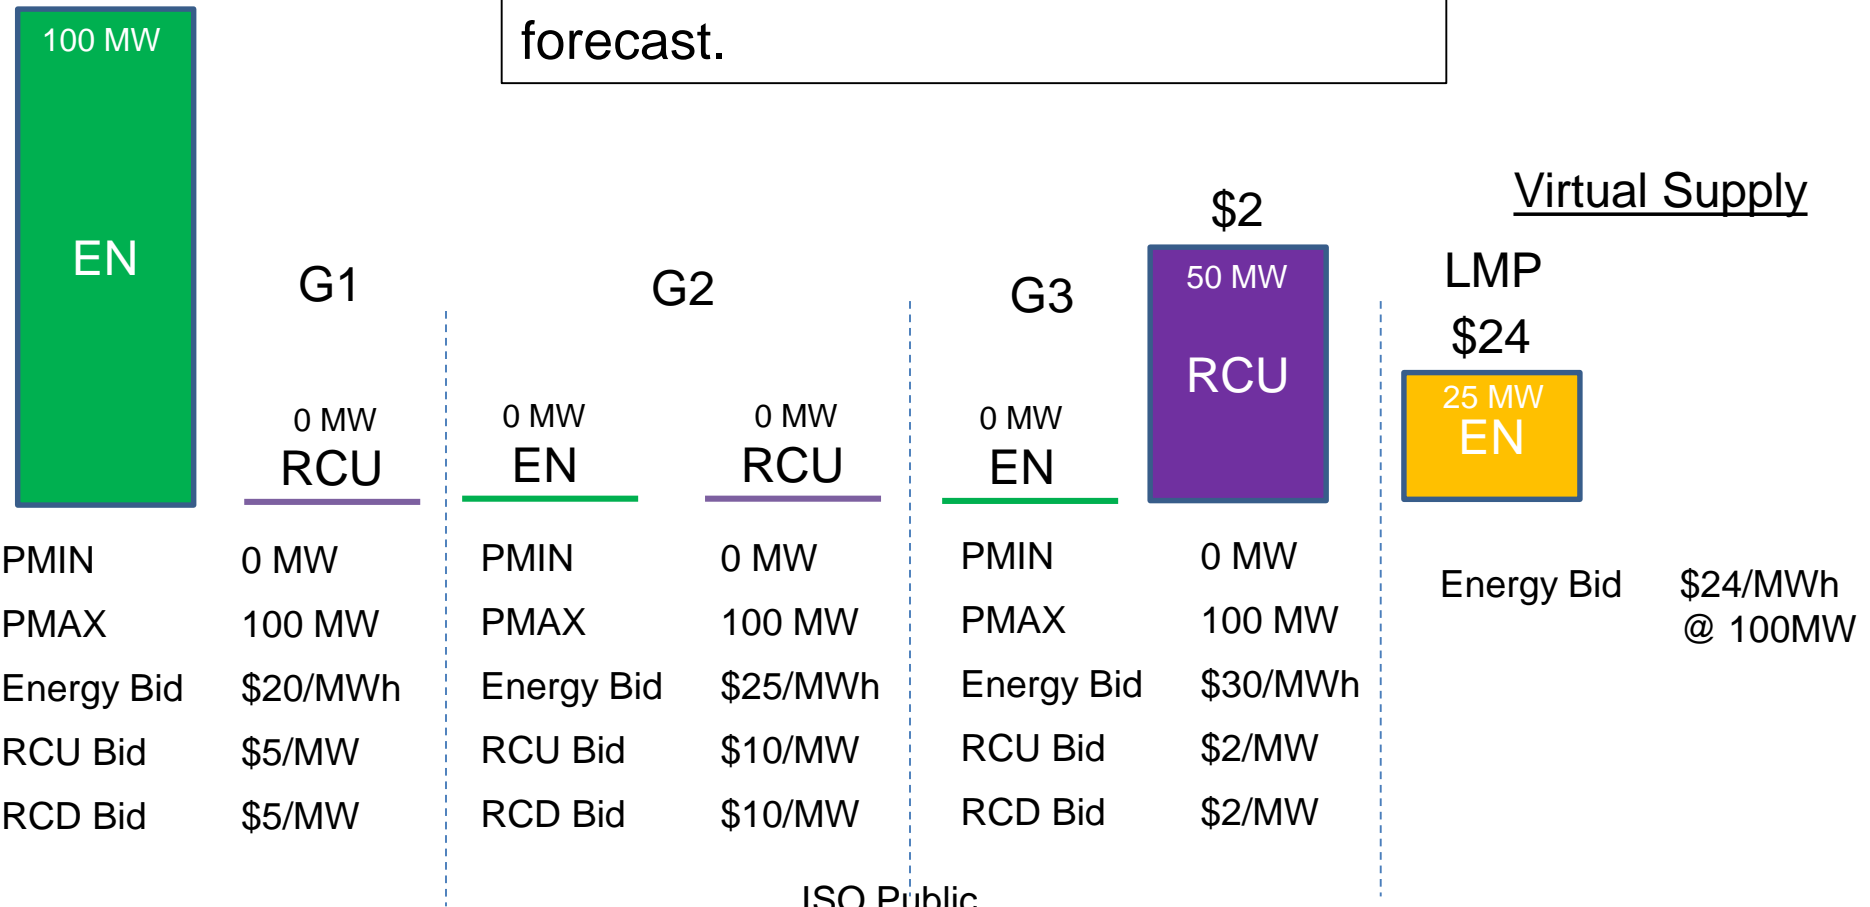 forecast.
100 MW
EN
G1
0 MW
RCU
PMIN 0 MW
PMAX 100 MW
Energy Bid $20/MWh
RCU Bid $5/MW
RCD Bid $5/MW
G2
0 MW
EN
0 MW
RCU
PMIN 0 MW
PMAX 100 MW
Energy Bid $25/MWh
RCU Bid $10/MW
RCD Bid $10/MW
G3
0 MW
EN
$2
50 MW
RCU
PMIN 0 MW
PMAX 100 MW
Energy Bid $30/MWh
RCU Bid $2/MW
RCD Bid $2/MW
Virtual Supply
LMP
$24
25 MW
EN
Energy Bid $24/MWh
@ 100MW
ISO Public